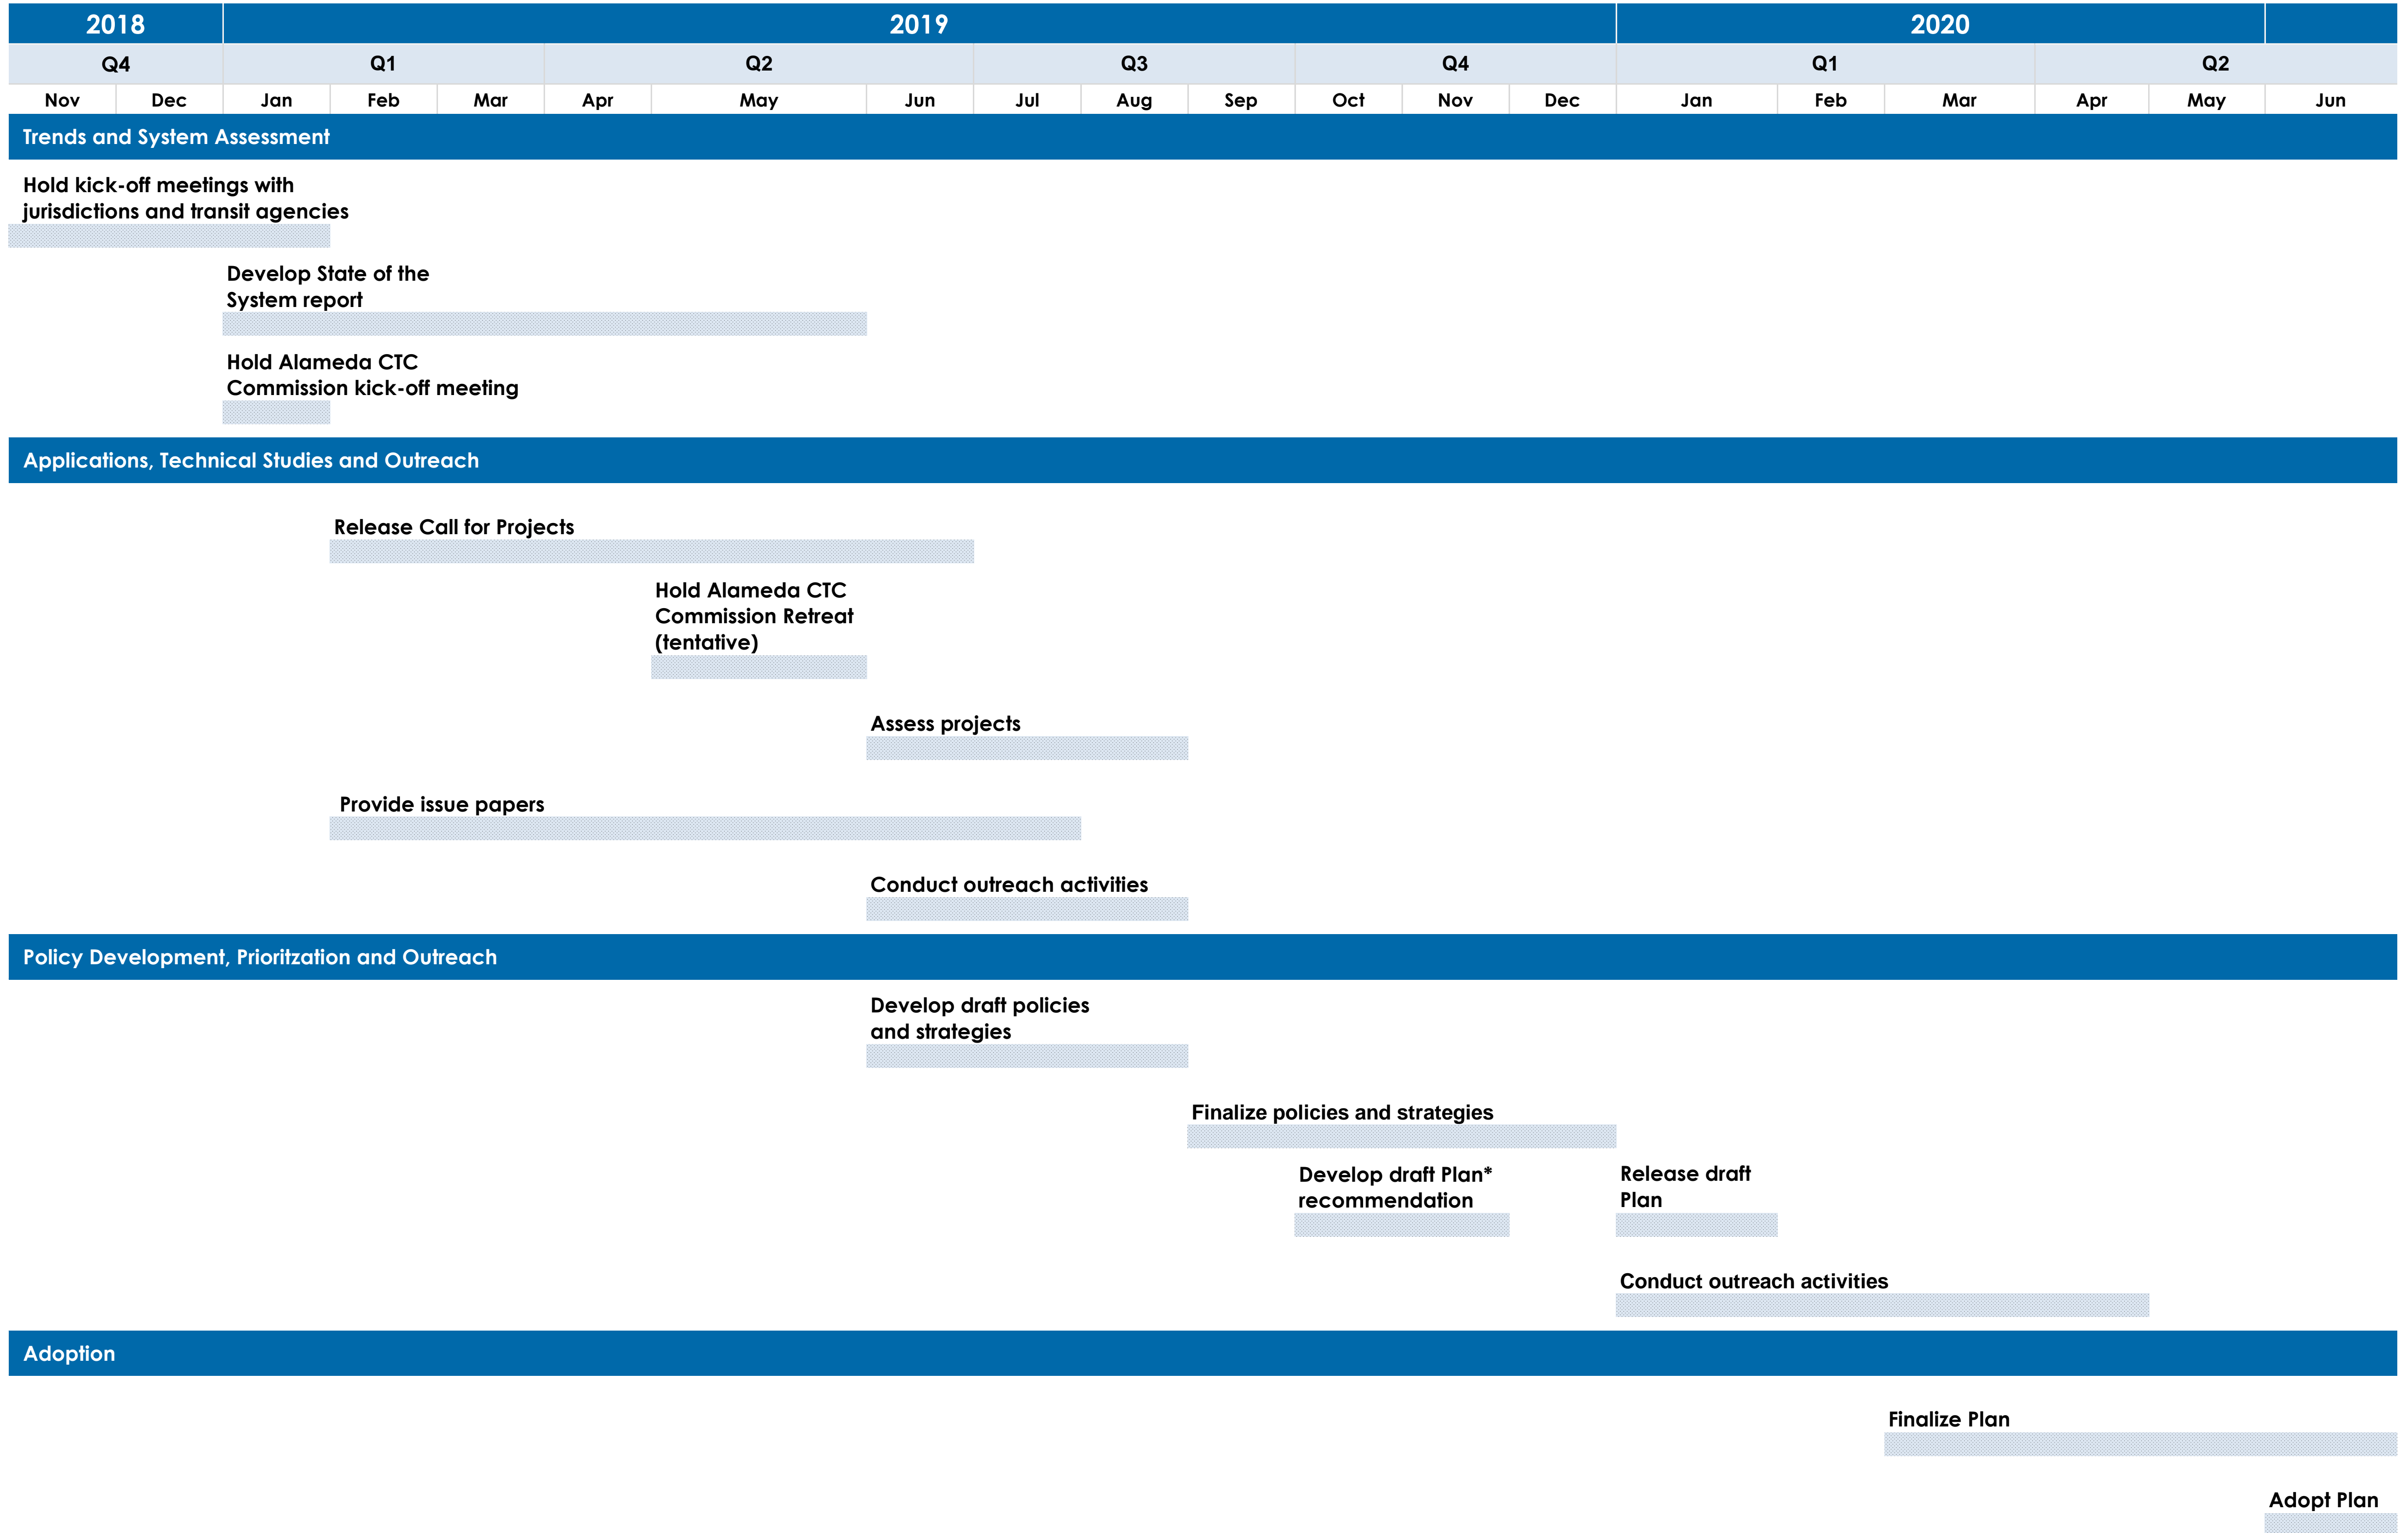 2018 2019 2020
Q4 Q1 Q2 Q3 Q4 Q1 Q2
Nov Dec Jan Feb Mar Apr May Jun Jul Aug Sep Oct Nov Dec Jan Feb Mar Apr May Jun
Trends and System Assessment
Hold kick-off meetings with
jurisdictions and transit agencies
Develop State of the
System report
Hold Alameda CTC
Commission kick-off meeting
Applications, Technical Studies and Outreach
Release Call for Projects
Hold Alameda CTC
Commission Retreat
(tentative)
Assess projects
Provide issue papers
Conduct outreach activities
Policy Development, Prioritzation and Outreach
Develop draft policies
and strategies
Finalize policies and strategies
Develop draft Plan*
recommendation
Release draft
Plan
Conduct outreach activities
Adoption
Finalize Plan
Adopt Plan